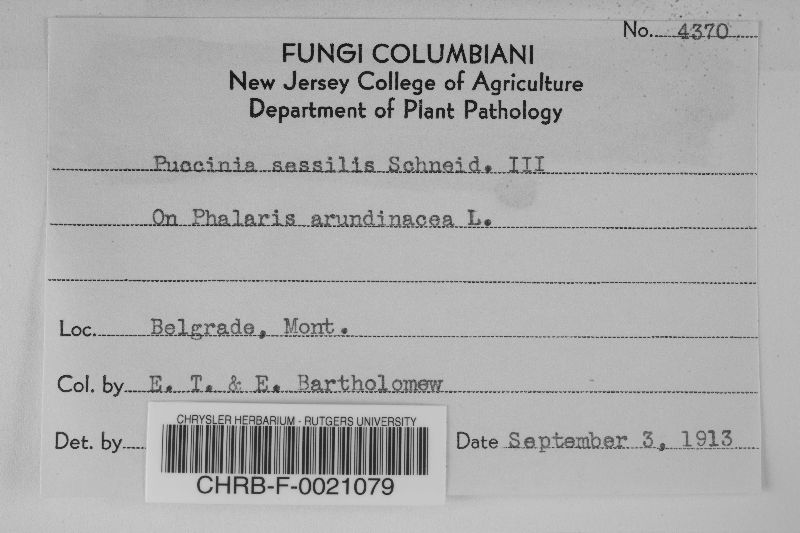 No. 4370
FUNGI COLUMBIANI
New Jersey College of Agriculture
Department of Plant Pathology
Puccinia sessilis Schneid. III
On Phalaris arundinacea L.
Loc. Belgrade, Mont.
Col. by E. T. & E. Bartholomew
Det. by
Date September 3, 1913
CHRYSLER HERBARIUM - RUTGERS UNIVERSITY
CHRB-F-0021079